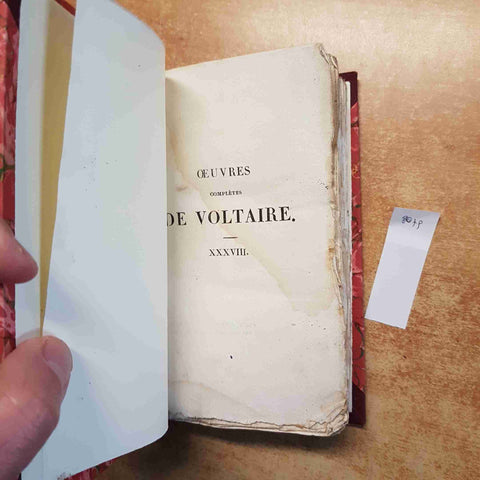 ŒUVRES
COMPLÈTES
DE VOLTAIRE.
XXXVIII.